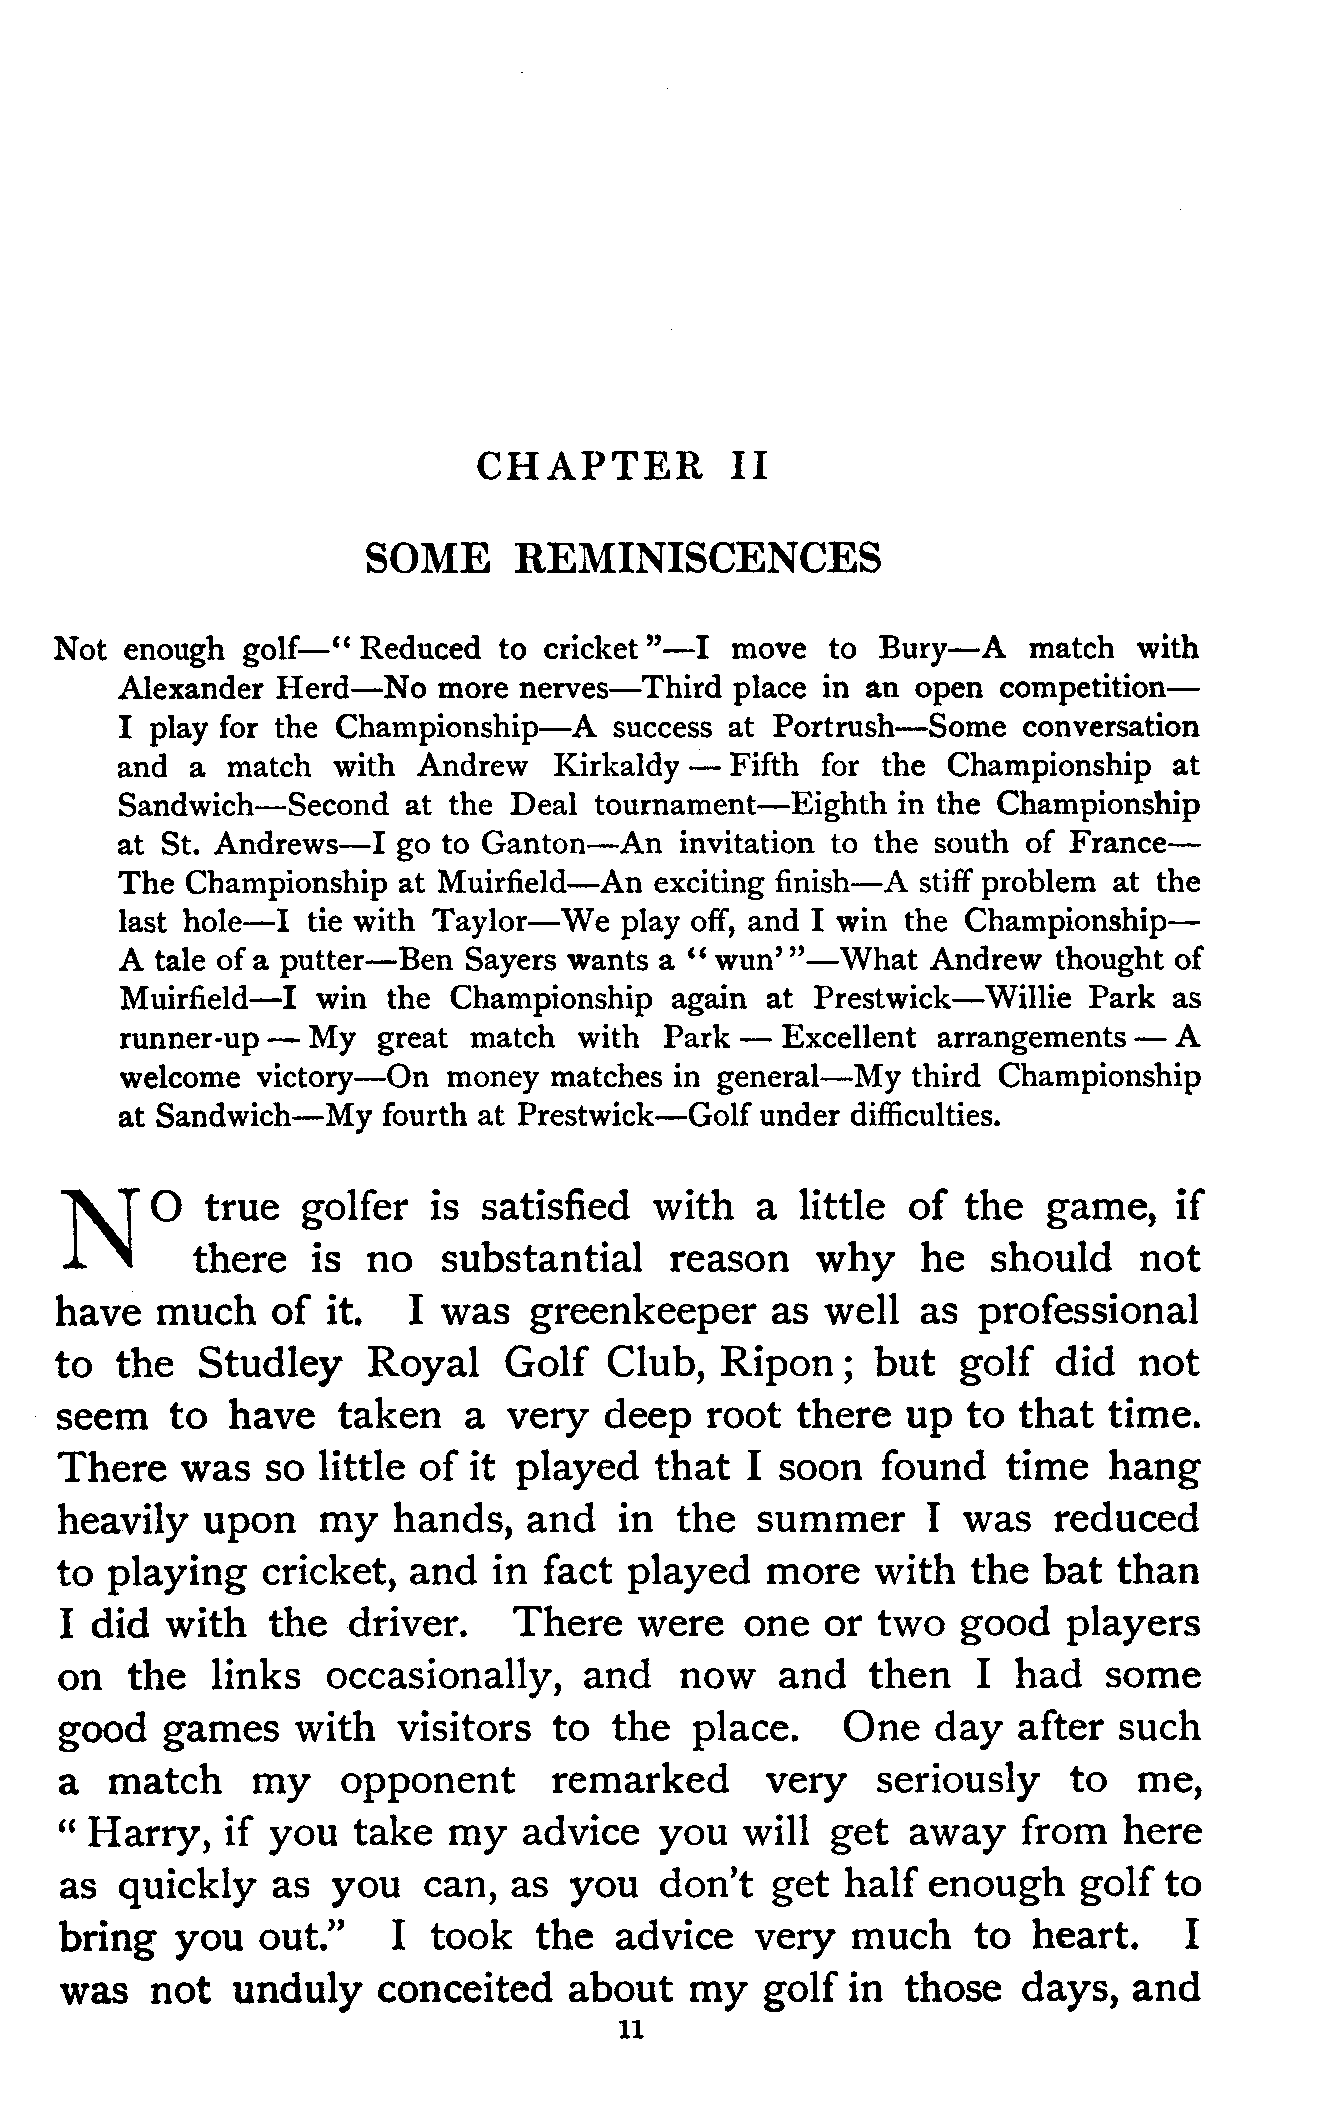 CHAPTER II
SOME REMINISCENCES
Not enough golf—“Reduced to cricket”—I move to Bury—A match with
Alexander Herd—No more nerves—Third place in an open competition—
I play for the Championship—A success at Portrush—Some conversation
and a match with Andrew Kirkaldy—Fifth for the Championship at
Sandwich—Second at the Deal tournament—Eighth in the Championship
at St. Andrews—I go to Ganton—An invitation to the south of France—
The Championship at Muirfield—An exciting finish—A stiff problem at the
last hole—I tie with Taylor—We play off, and I win the Championship—
A tale of a putter—Ben Sayers wants a “wun’”—What Andrew thought of
Muirfield—I win the Championship again at Prestwick—Willie Park as
runner-up—My great match with Park—Excellent arrangements—A
welcome victory—On money matches in general—My third Championship
at Sandwich—My fourth at Prestwick—Golf under difficulties.
NO true golfer is satisfied with a little of the game, if
there is no substantial reason why he should not
have much of it. I was greenkeeper as well as professional
to the Studley Royal Golf Club, Ripon; but golf did not
seem to have taken a very deep root there up to that time.
There was so little of it played that I soon found time hang
heavily upon my hands, and in the summer I was reduced
to playing cricket, and in fact played more with the bat than
I did with the driver. There were one or two good players
on the links occasionally, and now and then I had some
good games with visitors to the place. One day after such
a match my opponent remarked very seriously to me,
“Harry, if you take my advice you will get away from here
as quickly as you can, as you don’t get half enough golf to
bring you out.” I took the advice very much to heart. I
was not unduly conceited about my golf in those days, and
11